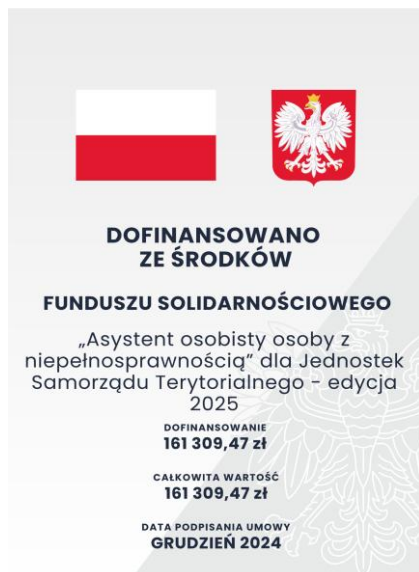 DOFINANSOWANO
ZE ŚRODKÓW
FUNDUSZU SOLIDARNOŚCIOWEGO
„Asystent osobisty osoby z
niepełnosprawnością” dla Jednostek
Samorządu Terytorialnego - edycja
2025
DOFINANSOWANIE
161 309,47 zł
CAŁKOWITA WARTOŚĆ
161 309,47 zł
DATA PODPISANIA UMOWY
GRUDZIEŃ 2024